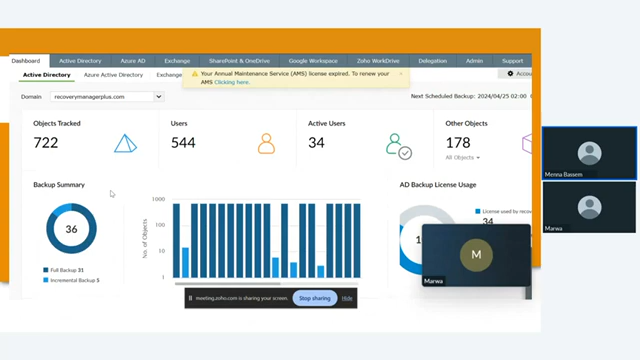 Dashboard Active Directory Azure AD Exchange SharePoint & OneDrive Google Workspace Zoho WorkDrive Delegation Admin Support
Active Directory Azure Active Directory Exchange
Your Annual Maintenance Service (AMS) license expired. To renew your
AMS Clicking here.
Domain recoverymanagerplus.com
Next Scheduled Backup: 2024/04/25 02:00
Objects Tracked
722
Users
544
Active Users
34
Other Objects
178
All Objects
Backup Summary
36
Full Backup 31
Incremental Backup 5
No. of Objects
1000
100
10
1
AD Backup License Usage
License used by reco
34
M
Marwa
meeting.zoho.com is sharing your screen.
Stop sharing
Hide
Menna Bassem
Marwa